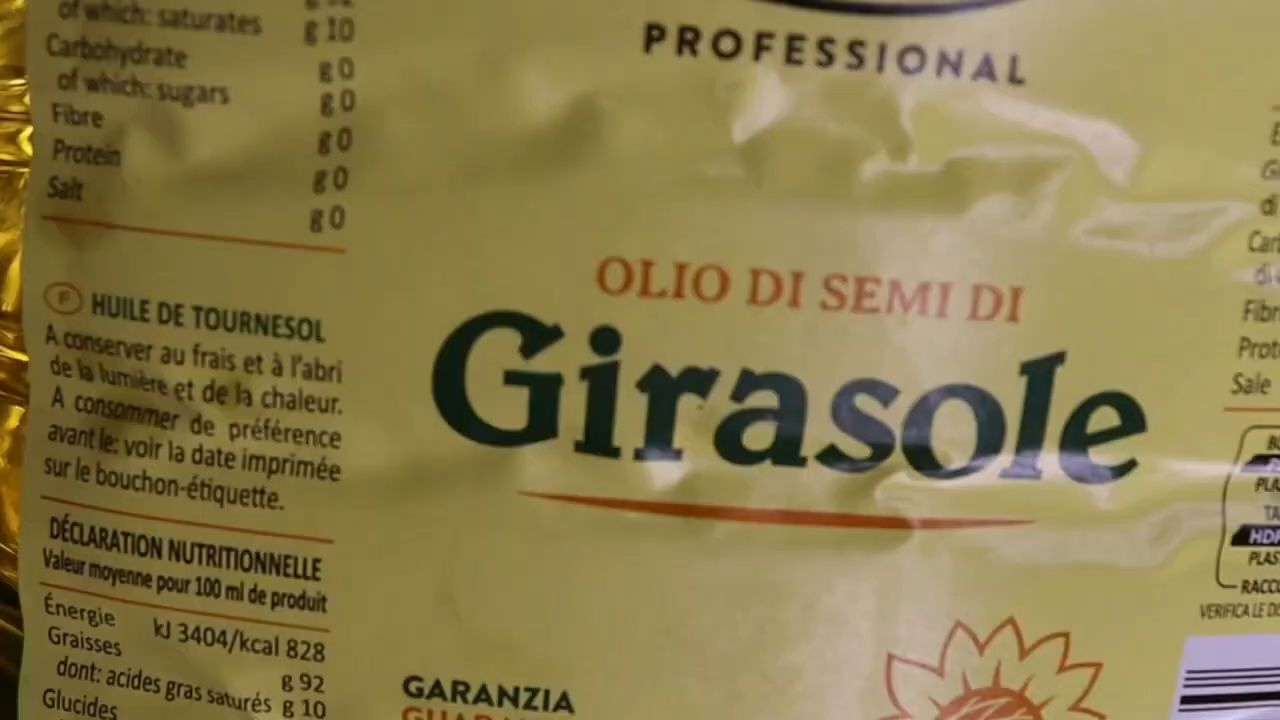 of which: saturates g 10
Carbohydrate g 0
of which: sugars g 0
Fibre g 0
Protein g 0
Salt g 0
F HUILE DE TOURNESOL
A conserver au frais et à l'abri
de la lumière et de la chaleur.
A consommer de préférence
avant le: voir la date imprimée
sur le bouchon-étiquette.
DÉCLARATION NUTRITIONNELLE
Valeur moyenne pour 100 ml de produit
Énergie kJ 3404/kcal 828
Graisses g 92
dont: acides gras saturés g 10
Glucides
PROFESSIONAL
OLIO DI SEMI DI
Girasole
GARANZIA
di
Sale
HDP
VERIFICA LE